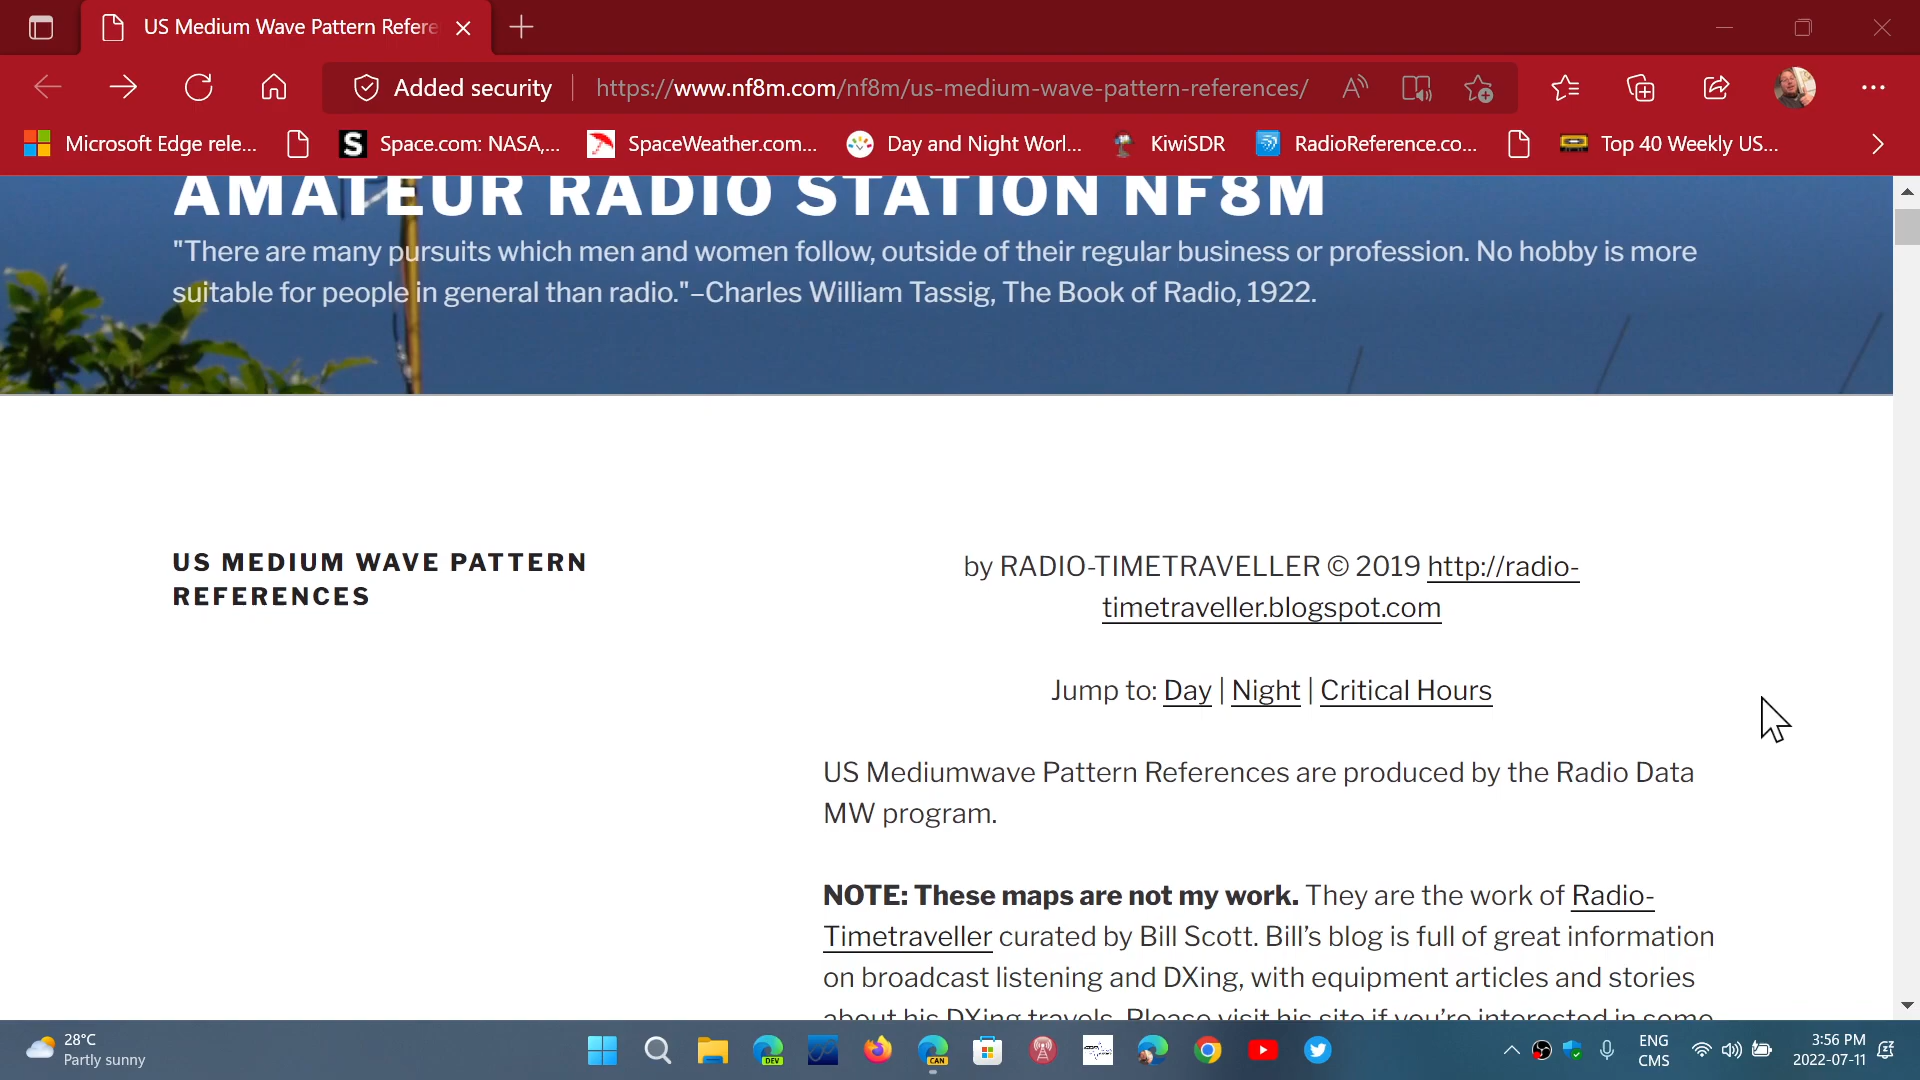 US Medium Wave Pattern Refere
Added security
https://www.nf8m.com/nf8m/us-medium-wave-pattern-references/
Microsoft Edge rele...
Space.com: NASA,...
SpaceWeather.com...
Day and Night Worl...
KiwiSDR
RadioReference.co...
Top 40 Weekly US...
AMATEUR RADIO STATION NF8M
"There are many pursuits which men and women follow, outside of their regular business or profession. No hobby is more
suitable for people in general than radio."–Charles William Tassig, The Book of Radio, 1922.
US MEDIUM WAVE PATTERN
REFERENCES
by RADIO-TIMETRAVELLER © 2019 http://radio-
timetraveller.blogspot.com
Jump to: Day | Night | Critical Hours
US Mediumwave Pattern References are produced by the Radio Data
MW program.
NOTE: These maps are not my work. They are the work of Radio-
Timetraveller curated by Bill Scott. Bill’s blog is full of great information
on broadcast listening and DXing, with equipment articles and stories
about his DXing travels. Please visit his site if you’re interested in some
28°C
Partly sunny
DEV
CAN
ENG
CMS
3:56 PM
2022-07-11